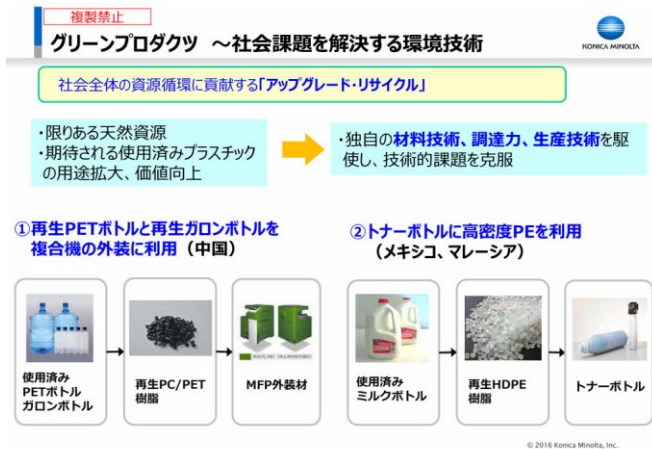 複製禁止
グリーンプロダクツ ～社会課題を解決する環境技術
KONICA MINOLTA
社会全体の資源循環に貢献する「アップグレード・リサイクル」
・限りある天然資源
・期待される使用済みプラスチック
の用途拡大、価値向上
・独自の材料技術、調達力、生産技術を駆
使し、技術的課題を克服
①再生PETボトルと再生ガロンボトルを
複合機の外装に利用（中国）
②トナーボトルに高密度PEを利用
（メキシコ、マレーシア）
使用済み
PETボトル
ガロンボトル
再生PC/PET
樹脂
MFP外装材
使用済み
ミルクボトル
再生HDPE
樹脂
トナーボトル
© 2016 Konica Minolta, Inc.